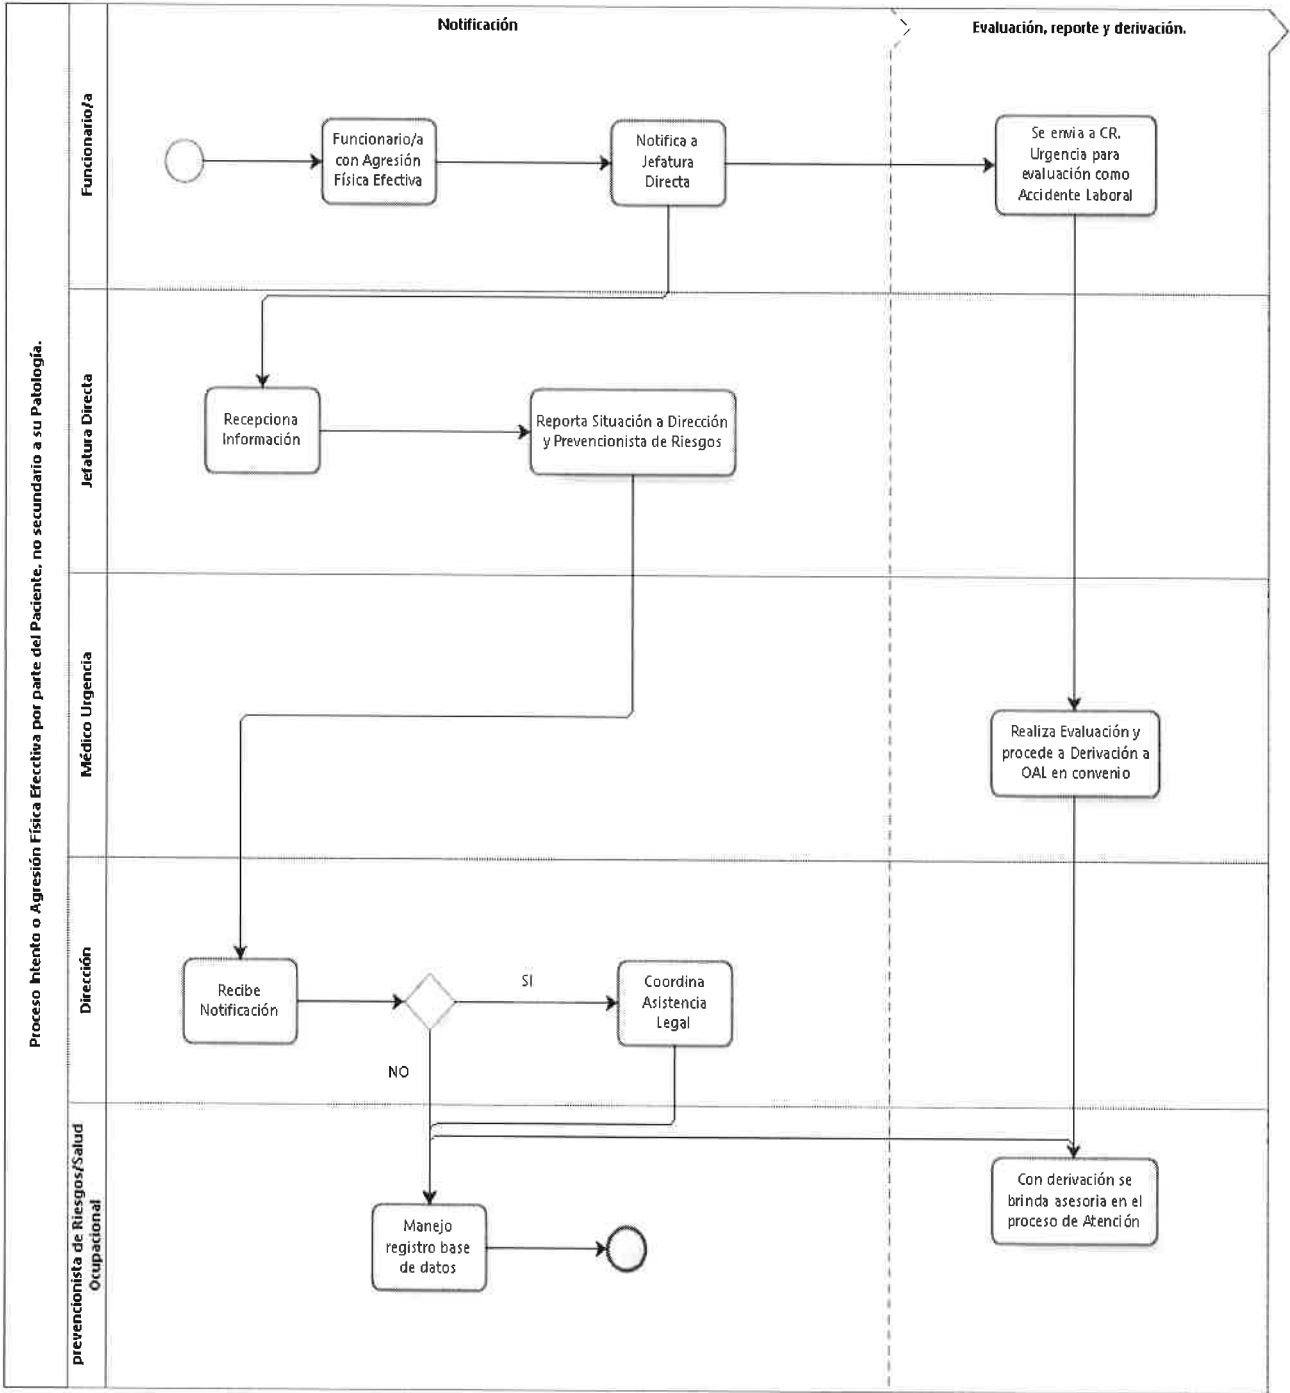 Notificación
Evaluación, reporte y derivación.
Proceso Intento o Agresión Física Efecctiva por parte del Paciente, no secundario a su Patología.
Funcionario/a
Funcionario/a
con Agresión
Física Efectiva
Notifica a
Jefatura
Directa
Se envia a CR.
Urgencia para
evaluación como
Accidente Laboral
Jefatura Directa
Recepciona
Información
Reporta Situación a Dirección
y Prevencionista de Riesgos
Médico Urgencia
Realiza Evaluación y
procede a Derivación a
OAL en convenio
Dirección
Recibe
Notificación
SI
NO
Coordina
Asistencia
Legal
prevencionista de Riesgos/Salud
Ocupacional
Manejo
registro base
de datos
Con derivación se
brinda asesoria en el
proceso de Atención